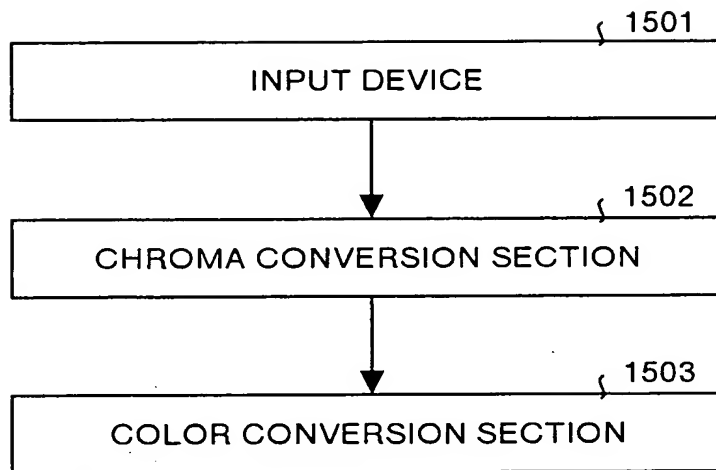 1501
INPUT DEVICE
1502
CHROMA CONVERSION SECTION
1503
COLOR CONVERSION SECTION